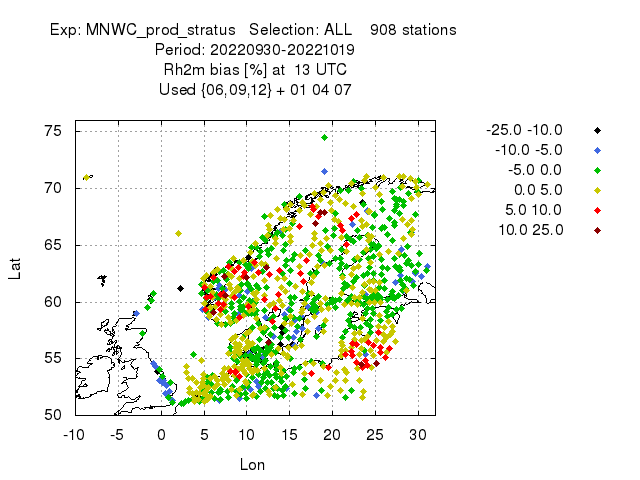 Exp: MNWC_prod_stratus Selection: ALL 908 stations
Period: 20220930-20221019
Rh2m bias [%] at 13 UTC
Used {06,09,12} + 01 04 07
-25.0 -10.0
-10.0 -5.0
-5.0 0.0
0.0 5.0
5.0 10.0
10.0 25.0
75
70
65
60
55
50
Lat
-10 -5 0 5 10 15 20 25 30
Lon